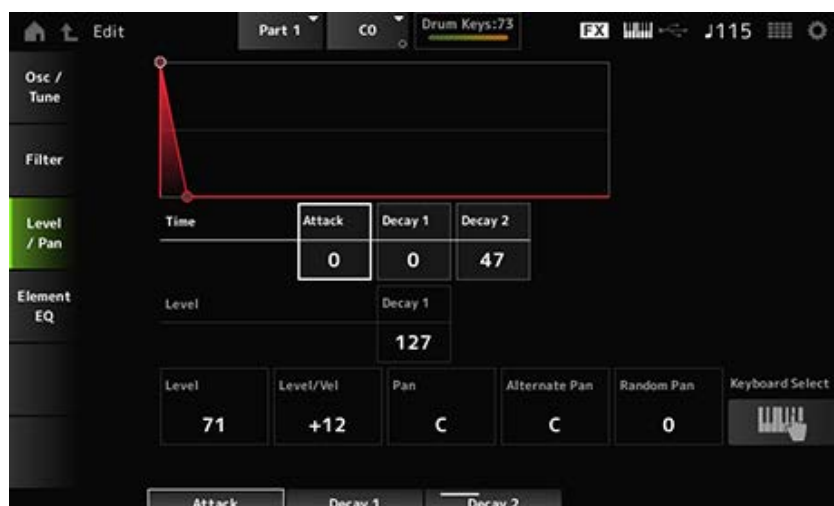 Edit
Part 1
C0
Drum Keys:73
FX
♩115
Osc /
Tune
Filter
Level
/ Pan
Element
EQ
Time
Attack
Decay 1
Decay 2
0
0
47
Level
Decay 1
127
Level
Level/Vel
Pan
Alternate Pan
Random Pan
Keyboard Select
71
+12
C
C
0
Attack
Decay 1
Decay 2